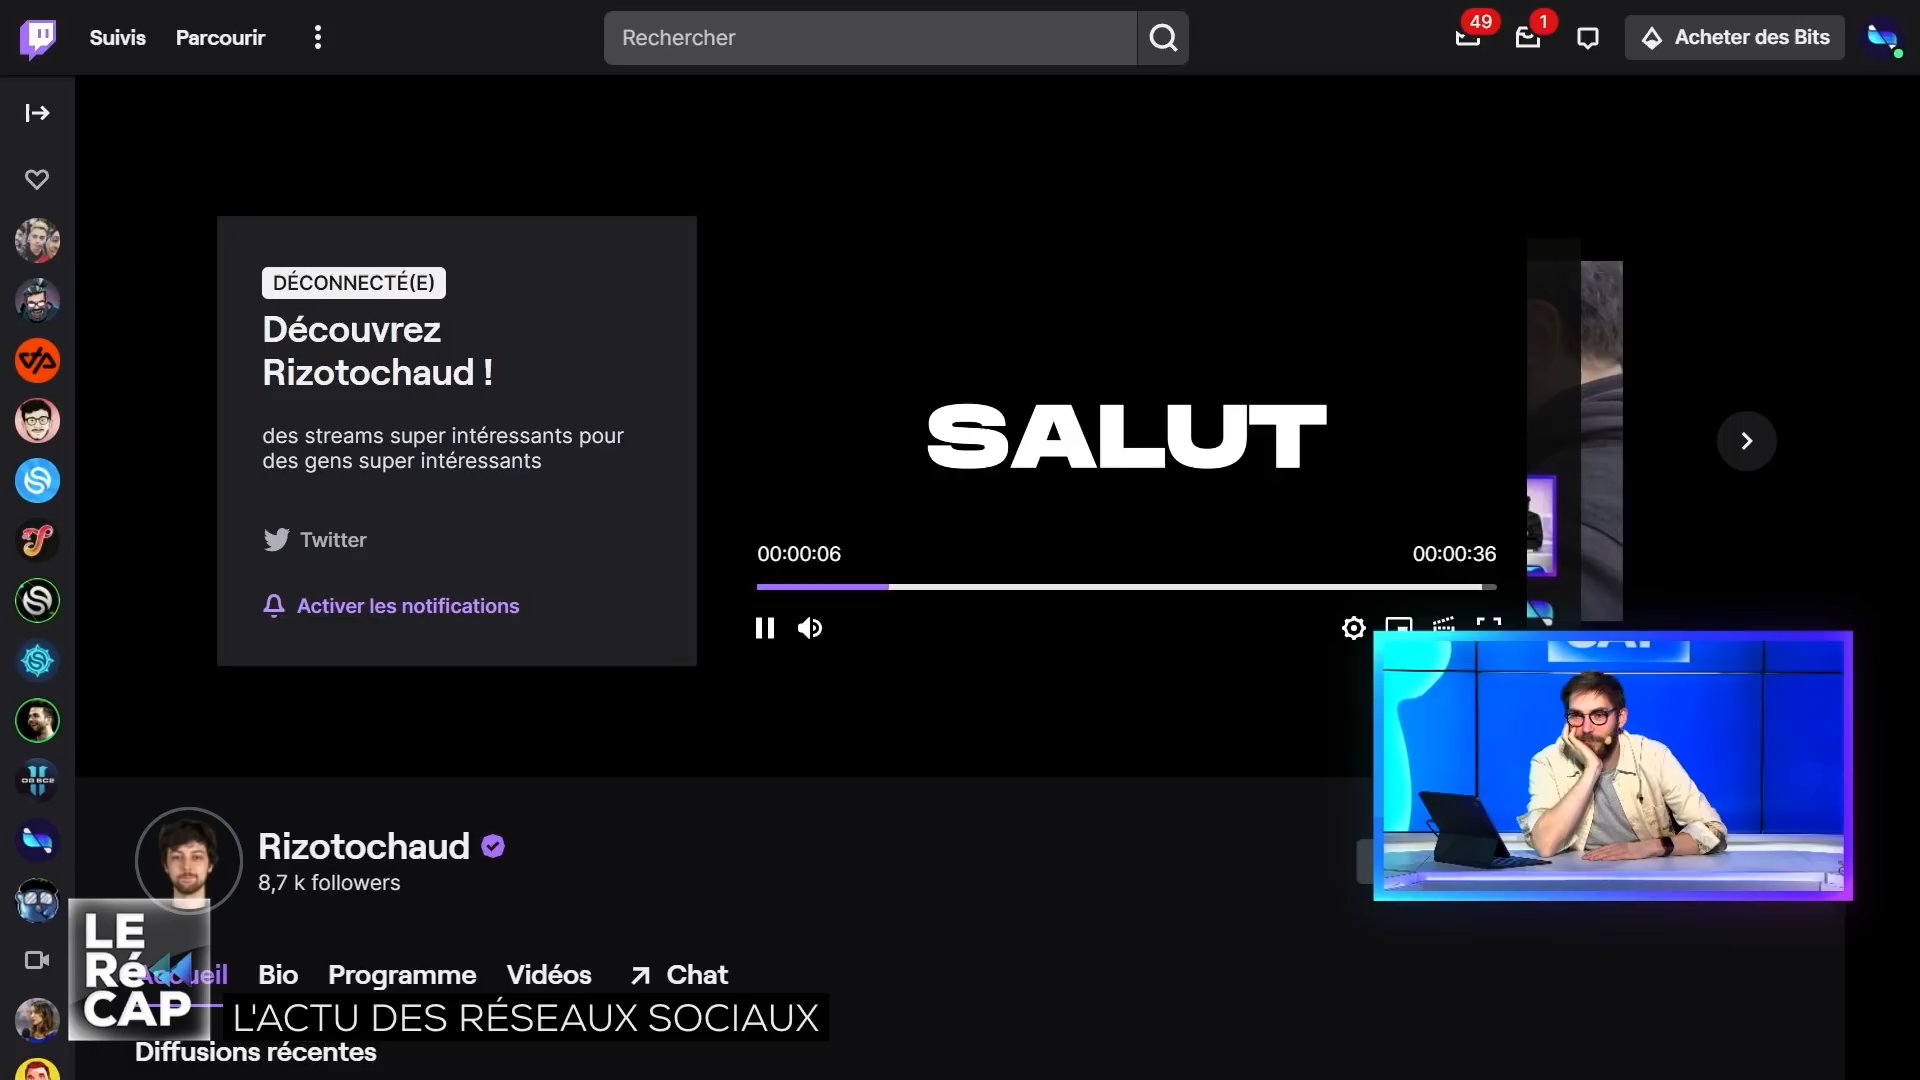 Suivis
Parcourir
Rechercher
49
1
Acheter des Bits
DÉCONNECTÉ(E)
Découvrez
Rizotochaud !
des streams super intéressants pour
des gens super intéressants
Twitter
Activer les notifications
SALUT
00:00:06
00:00:36
Rizotochaud
8,7 k followers
Accueil
Bio
Programme
Vidéos
Chat
LE
Ré
CAP
L'ACTU DES RÉSEAUX SOCIAUX
Diffusions récentes